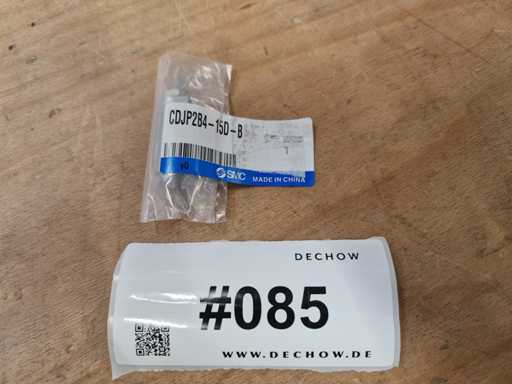 CDJP2B4-15D-B
SMC
MADE IN CHINA
DECHOW
#085
WWW.DECHOW.DE